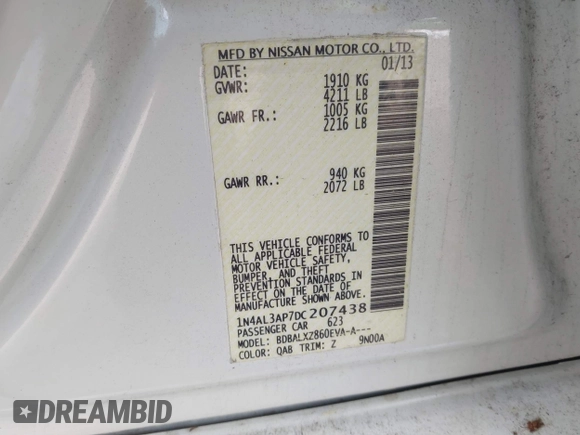 MFD BY NISSAN MOTOR CO., LTD.
DATE: 01/13
GVWR: 1910 KG
4211 LB
GAWR FR.: 1005 KG
2216 LB
GAWR RR.: 940 KG
2072 LB
THIS VEHICLE CONFORMS TO
ALL APPLICABLE FEDERAL
MOTOR VEHICLE SAFETY,
BUMPER, AND THEFT
PREVENTION STANDARDS IN
EFFECT ON THE DATE OF
MANUFACTURE SHOWN ABOVE.
1N4AL3AP7DC207438
PASSENGER CAR 623
MODEL: BDBALXZ860EVA-A---
COLOR: QAB TRIM: Z 9N00A
DREAMBID